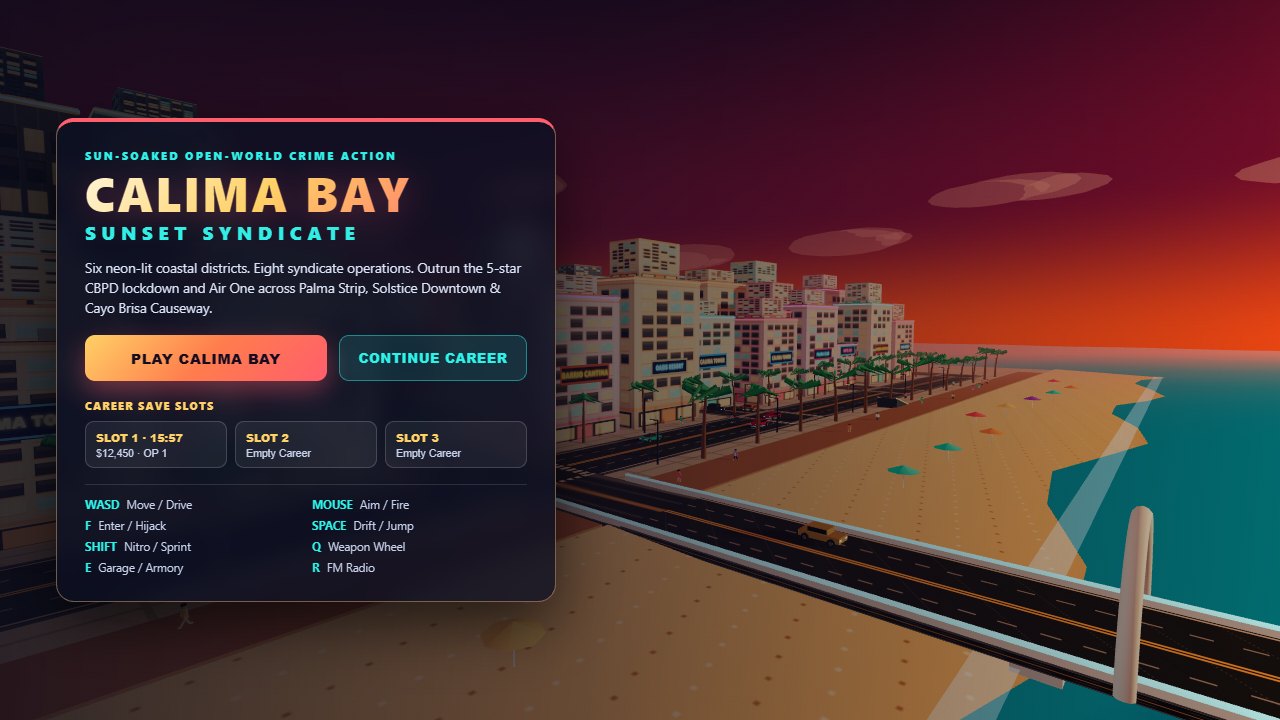 SUN-SOAKED OPEN-WORLD CRIME ACTION
CALIMA BAY
SUNSET SYNDICATE
Six neon-lit coastal districts. Eight syndicate operations. Outrun the 5-star
CBPD lockdown and Air One across Palma Strip, Solstice Downtown &
Cayo Brisa Causeway.
PLAY CALIMA BAY
CONTINUE CAREER
CAREER SAVE SLOTS
SLOT 1 · 15:57
$12,450 · OP 1
SLOT 2
Empty Career
SLOT 3
Empty Career
WASD Move / Drive
MOUSE Aim / Fire
F Enter / Hijack
SPACE Drift / Jump
SHIFT Nitro / Sprint
Q Weapon Wheel
E Garage / Armory
R FM Radio
OASIS RESORT
CALIMA TOWER